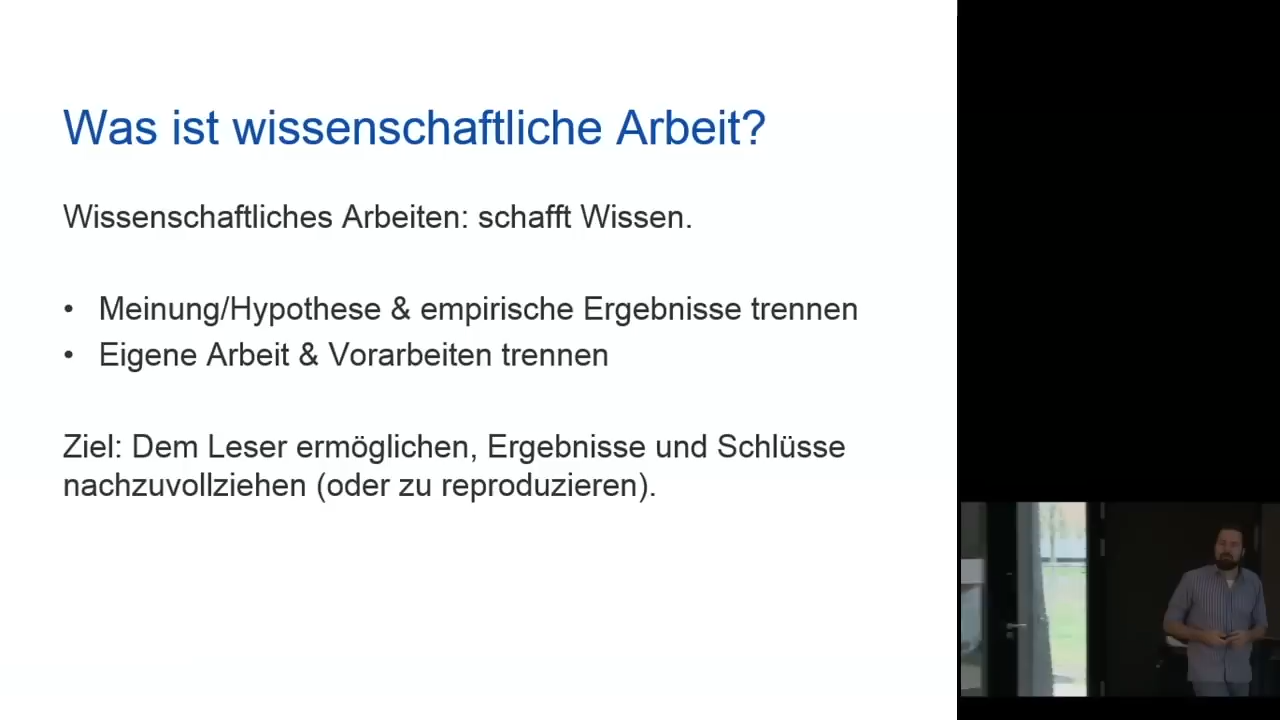 Was ist wissenschaftliche Arbeit?
Wissenschaftliches Arbeiten: schafft Wissen.
• Meinung/Hypothese & empirische Ergebnisse trennen
• Eigene Arbeit & Vorarbeiten trennen
Ziel: Dem Leser ermöglichen, Ergebnisse und Schlüsse
nachzuvollziehen (oder zu reproduzieren).